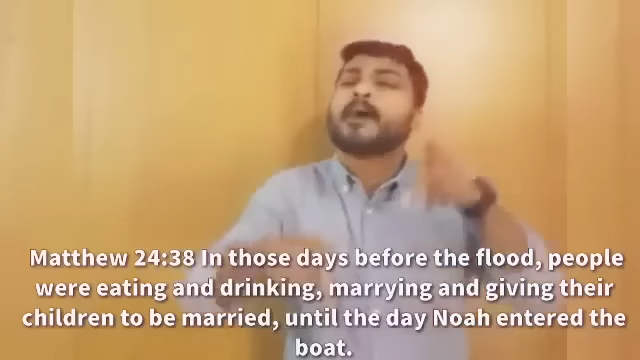 Matthew 24:38 In those days before the flood, people
were eating and drinking, marrying and giving their
children to be married, until the day Noah entered the
boat.